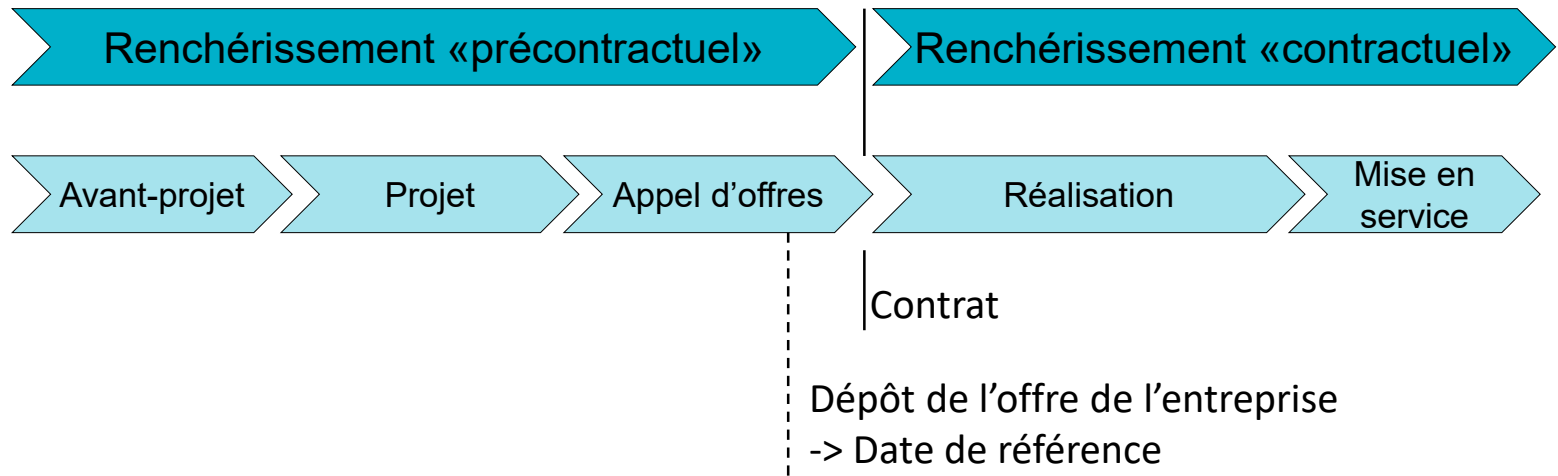 Renchérissement «précontractuel»
Renchérissement «contractuel»
Avant-projet
Projet
Appel d’offres
Réalisation
Mise en
service
Contrat
Dépôt de l’offre de l’entreprise
-> Date de référence